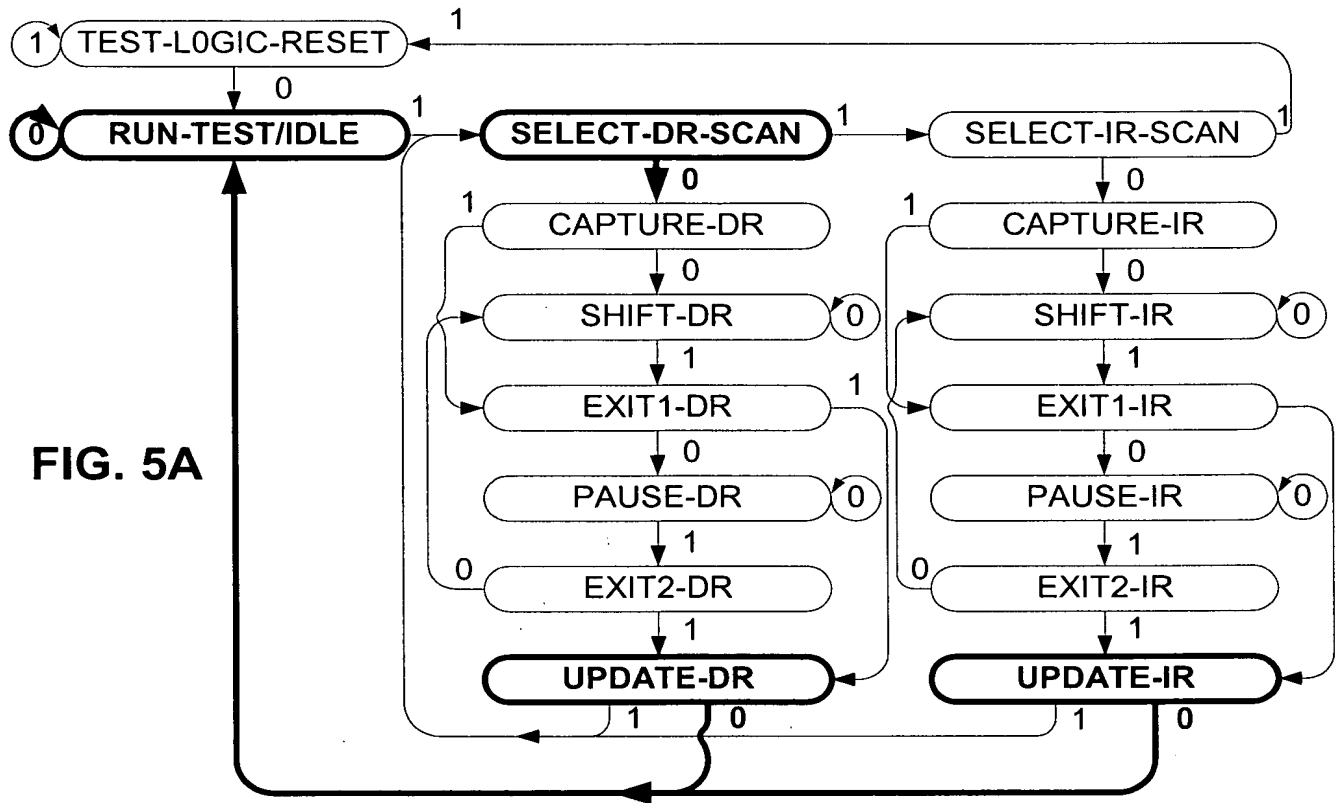 1
1 TEST-L0GIC-RESET
0
0 RUN-TEST/IDLE 1 SELECT-DR-SCAN 1 SELECT-IR-SCAN 1
0 0
1 CAPTURE-DR 1 CAPTURE-IR
0 0
SHIFT-DR 0 SHIFT-IR 0
1 1
EXIT1-DR 1 EXIT1-IR
0 0
FIG. 5A
PAUSE-DR 0 PAUSE-IR 0
1 1
0 EXIT2-DR 0 EXIT2-IR
1 1
UPDATE-DR UPDATE-IR
1 0 1 0